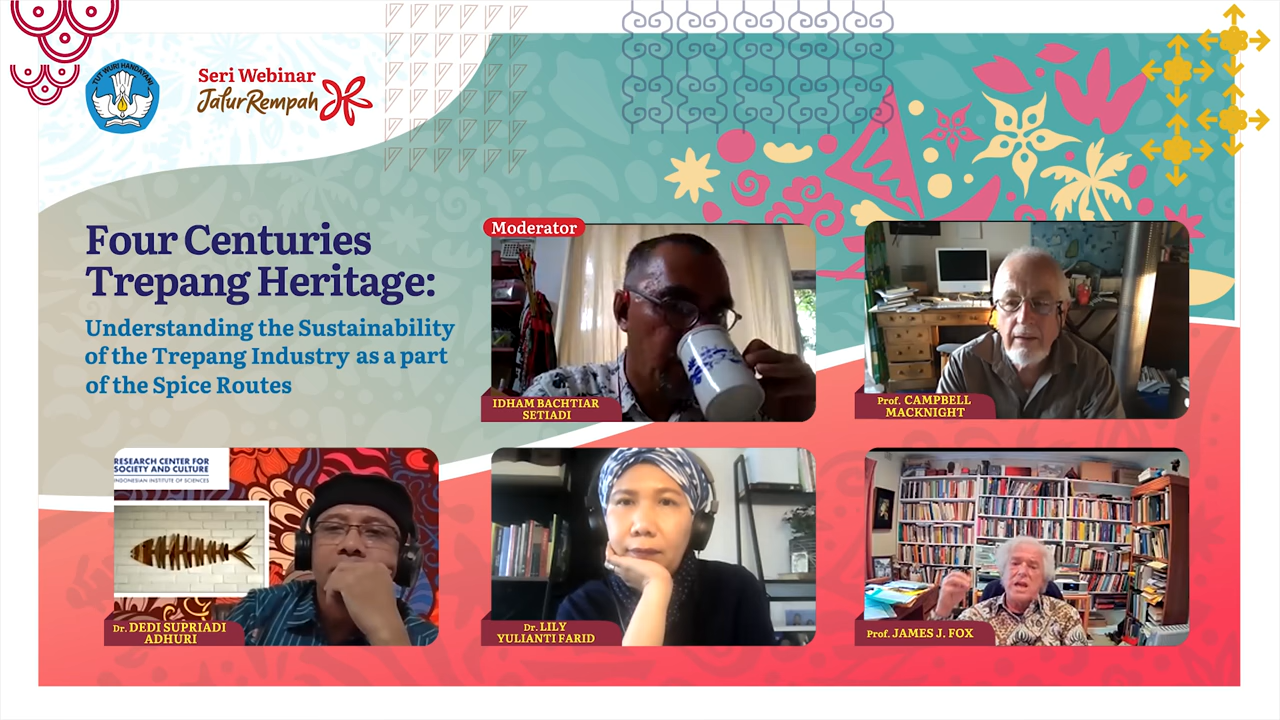 TUT WURI HANDAYANI
Seri Webinar
Jalur Rempah
Four Centuries
Trepang Heritage:
Understanding the Sustainability
of the Trepang Industry as a part
of the Spice Routes
Moderator
IDHAM BACHTIAR
SETIADI
Prof. CAMPBELL
MACKNIGHT
RESEARCH CENTER FOR
SOCIETY AND CULTURE
INDONESIAN INSTITUTE OF SCIENCES
Dr. DEDI SUPRIADI
ADHURI
Dr. LILY
YULIANTI FARID
Prof. JAMES J. FOX